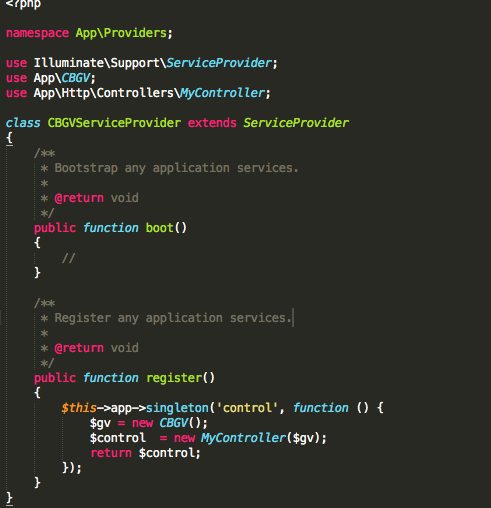 <?php
namespace App\Providers;
use Illuminate\Support\ServiceProvider;
use App\CBGV;
use App\Http\Controllers\MyController;
class CBGVServiceProvider extends ServiceProvider
{
/**
* Bootstrap any application services.
*
* @return void
*/
public function boot()
{
//
}
/**
* Register any application services.
*
* @return void
*/
public function register()
{
$this->app->singleton('control', function () {
$gv = new CBGV();
$control  = new MyController($gv);
return $control;
});
}
}